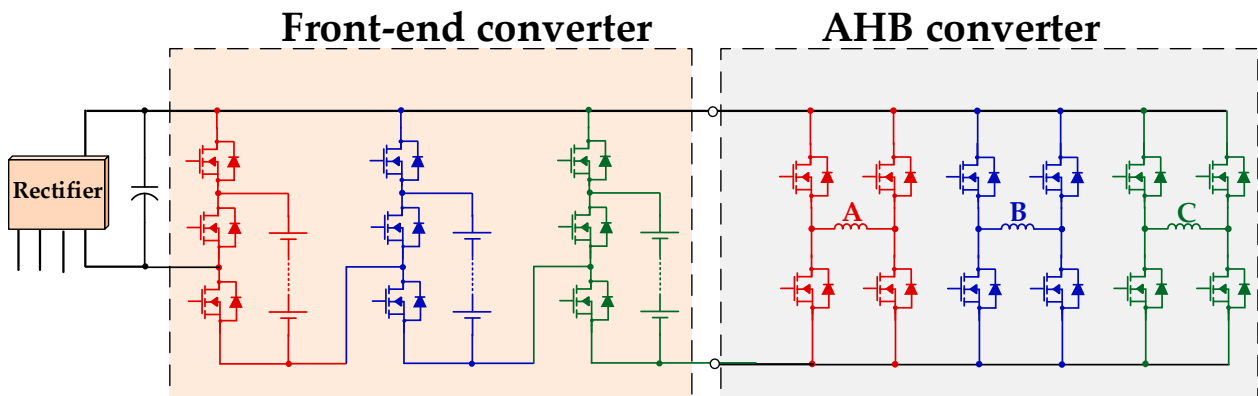 Front-end converter
AHB converter
Rectifier
A
B
C